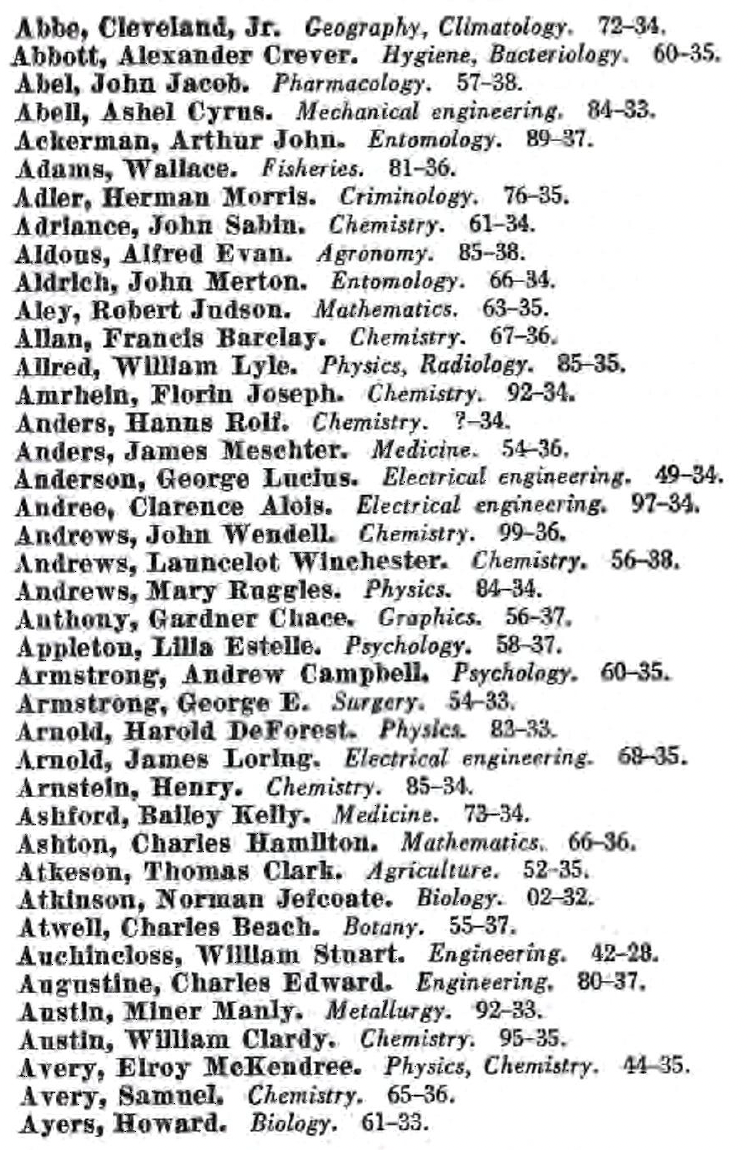 Abbe, Cleveland, Jr. Geography, Climatology. 72–34.
Abbott, Alexander Crever. Hygiene, Bacteriology. 60–35.
Abel, John Jacob. Pharmacology. 57–38.
Abell, Ashel Cyrus. Mechanical engineering. 84–33.
Ackerman, Arthur John. Entomology. 89–37.
Adams, Wallace. Fisheries. 81–36.
Adler, Herman Morris. Criminology. 76–35.
Adriance, John Sabin. Chemistry. 61–34.
Aldous, Alfred Evan. Agronomy. 85–38.
Aldrich, John Merton. Entomology. 66–34.
Aley, Robert Judson. Mathematics. 63–35.
Allan, Francis Barclay. Chemistry. 67–36.
Allred, William Lyle. Physics, Radiology. 85–35.
Amrhein, Florin Joseph. Chemistry. 92–34.
Anders, Hanns Rolf. Chemistry. ?–34.
Anders, James Meschter. Medicine. 54–36.
Anderson, George Lucius. Electrical engineering. 49–34.
Andree, Clarence Alois. Electrical engineering. 97–34.
Andrews, John Wendell. Chemistry. 99–36.
Andrews, Launcelot Winchester. Chemistry. 56–38.
Andrews, Mary Ruggles. Physics. 84–34.
Anthony, Gardner Chace. Graphics. 56–37.
Appleton, Lilla Estelle. Psychology. 58–37.
Armstrong, Andrew Campbell. Psychology. 60–35.
Armstrong, George E. Surgery. 54–33.
Arnold, Harold DeForest. Physics. 83–33.
Arnold, James Loring. Electrical engineering. 68–35.
Arnstein, Henry. Chemistry. 85–34.
Ashford, Bailey Kelly. Medicine. 73–34.
Ashton, Charles Hamilton. Mathematics. 66–36.
Atkeson, Thomas Clark. Agriculture. 52–35.
Atkinson, Norman Jefcoate. Biology. 02–32.
Atwell, Charles Beach. Botany. 55–37.
Auchincloss, William Stuart. Engineering. 42–28.
Augustine, Charles Edward. Engineering. 80–37.
Austin, Miner Manly. Metallurgy. 92–33.
Austin, William Clardy. Chemistry. 95–35.
Avery, Elroy McKendree. Physics, Chemistry. 44–35.
Avery, Samuel. Chemistry. 65–36.
Ayers, Howard. Biology. 61–33.